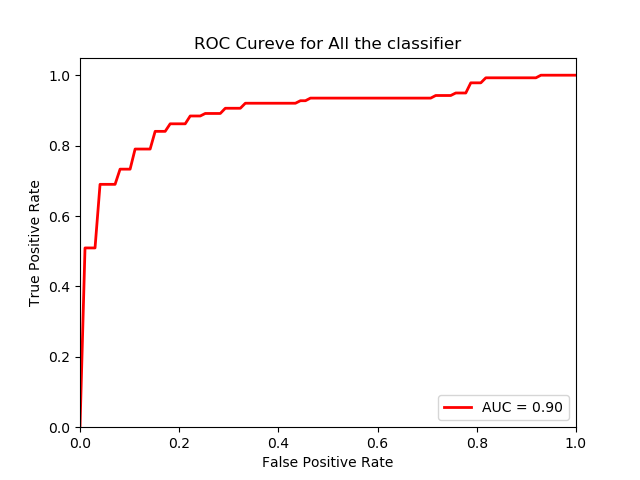 ROC Cureve for All the classifier
True Positive Rate
1.0
0.8
0.6
0.4
0.2
0.0
AUC = 0.90
0.0 0.2 0.4 0.6 0.8 1.0
False Positive Rate